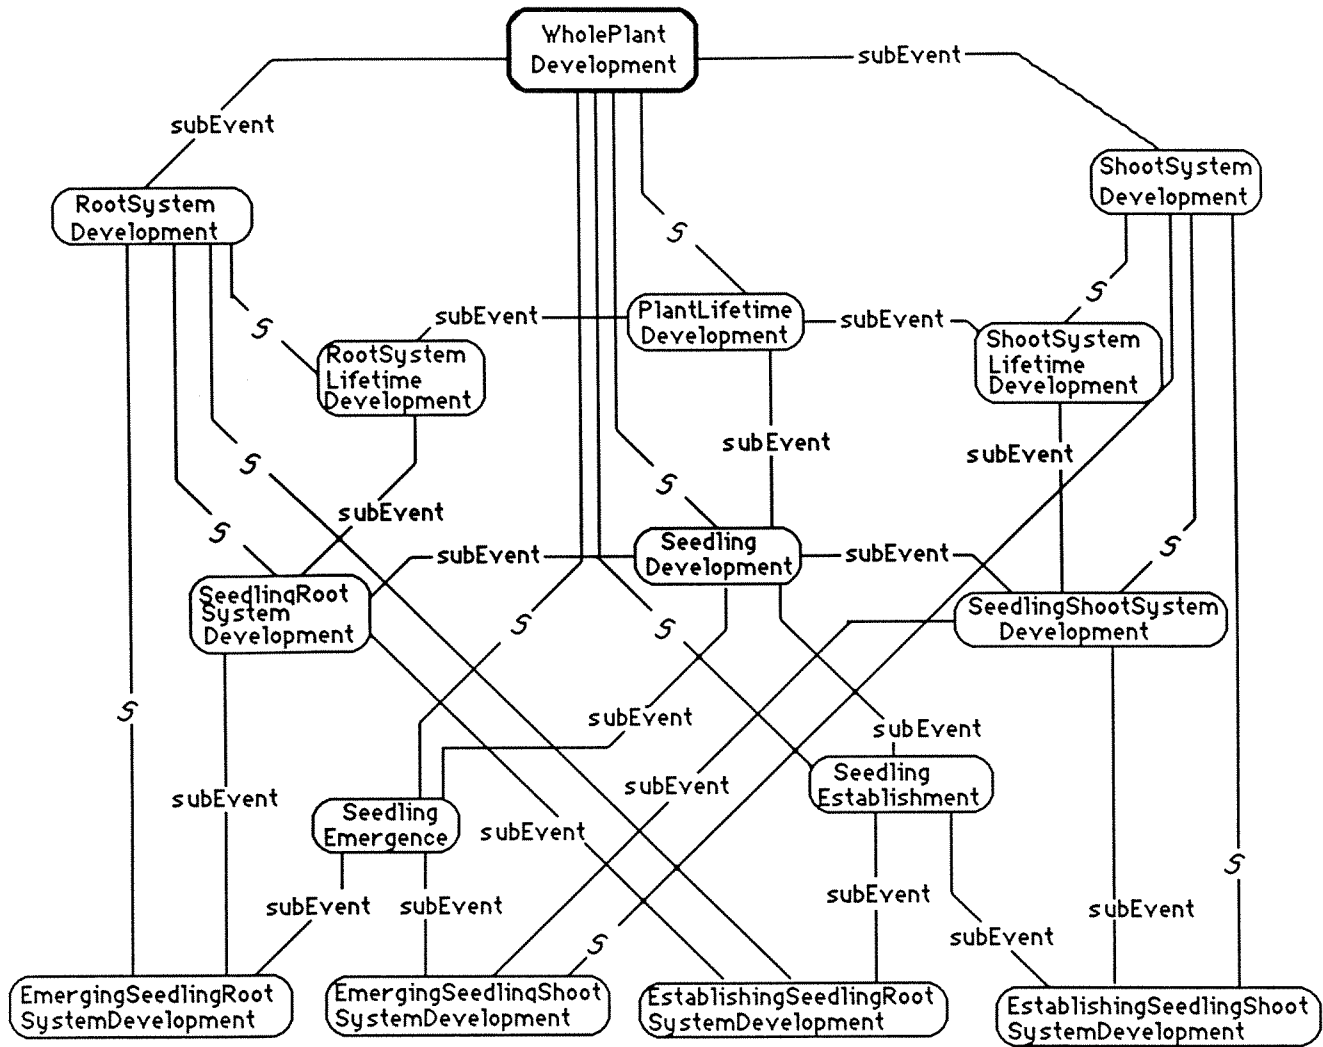 WholePlant
Development
subEvent
subEvent
ShootSystem
Development
RootSystem
Development
S
S
PlantLifetime
Development
subEvent
subEvent
S
RootSystem
Lifetime
Development
ShootSystem
Lifetime
Development
subEvent
subEvent
S
S
subEvent
S
S
Seedling
Development
subEvent
subEvent
S
SeedlingRoot
System
Development
SeedlingShootSystem
Development
S
S
S
subEvent
subEvent
subEvent
subEvent
Seedling
Establishment
Seedling
Emergence
subEvent
S
subEvent
subEvent
subEvent
subEvent
subEvent
S
EmergingSeedlingRoot
SystemDevelopment
EmergingSeedlingShoot
SystemDevelopment
EstablishingSeedlingRoot
SystemDevelopment
EstablishingSeedlingShoot
SystemDevelopment